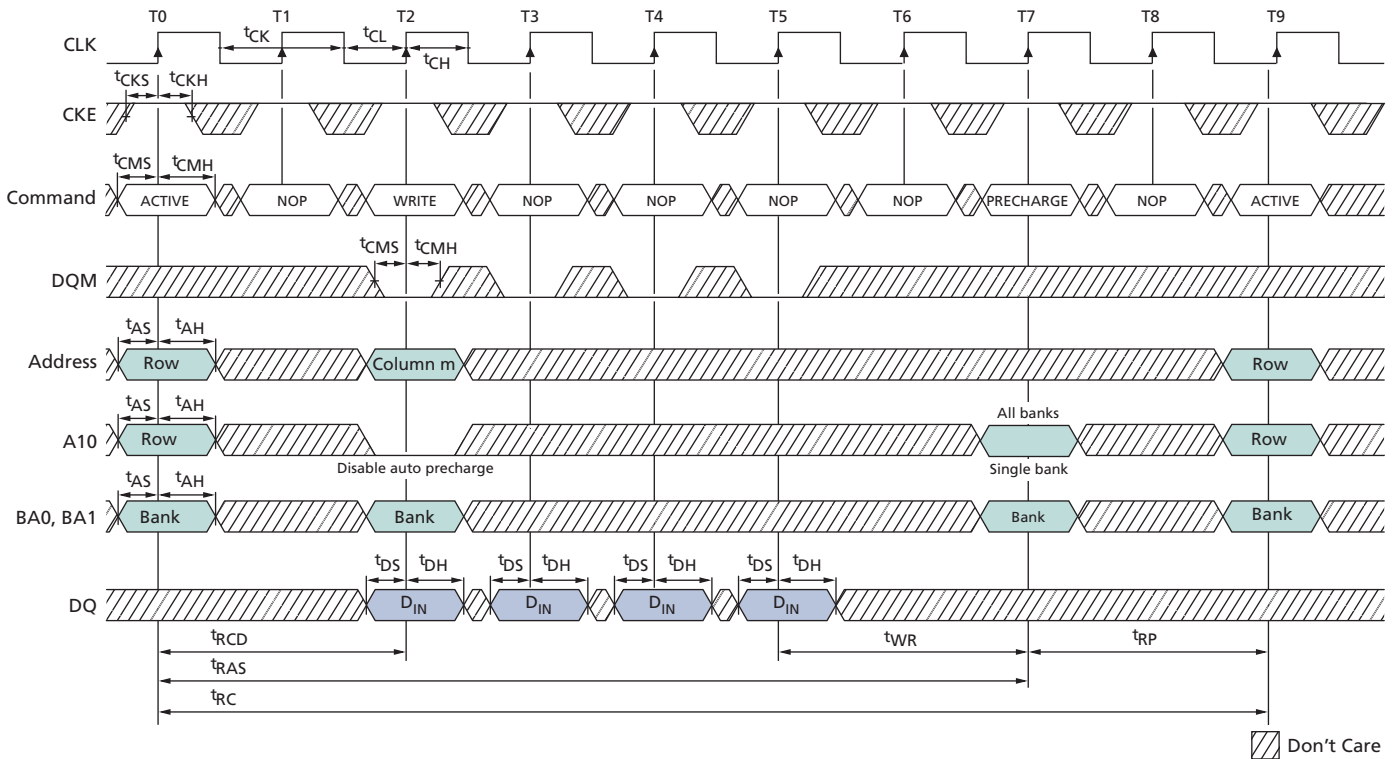 T0 T1 T2 T3 T4 T5 T6 T7 T8 T9
CLK tCK tCL tCH
tCKS tCKH
CKE
tCMS tCMH
Command ACTIVE NOP WRITE NOP NOP NOP NOP PRECHARGE NOP ACTIVE
tCMS tCMH
DQM
tAS tAH
Address Row Column m Row
tAS tAH All banks
A10 Row Row
Disable auto precharge Single bank
tAS tAH
BA0, BA1 Bank Bank Bank Bank
tDS tDH tDS tDH tDS tDH tDS tDH
DQ DIN DIN DIN DIN
tRCD tWR tRP
tRAS
tRC
Don't Care